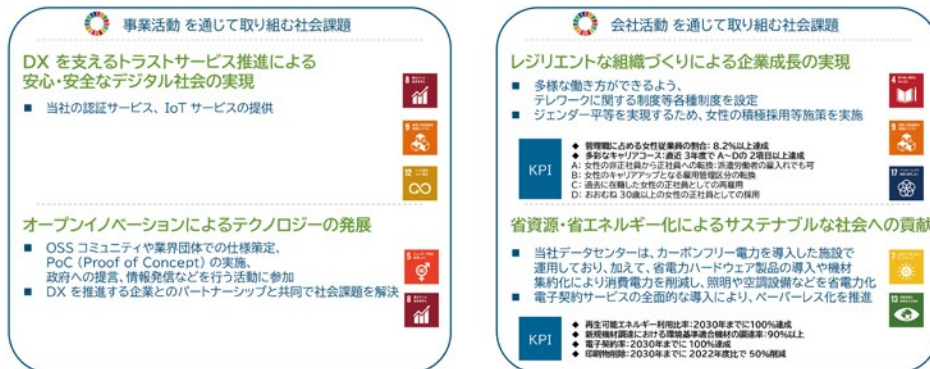 事業活動 を通じて取り組む社会課題
DX を支えるトラストサービス推進による
安心・安全なデジタル社会の実現
■ 当社の認証サービス、IoT サービスの提供
8
9
12
オープンイノベーションによるテクノロジーの発展
■ OSS コミュニティや業界団体での仕様策定、
PoC (Proof of Concept) の実施、
政府への提言、情報発信などを行う活動に参加
■ DX を推進する企業とのパートナーシップと共同で社会課題を解決
5
8
会社活動 を通じて取り組む社会課題
レジリエントな組織づくりによる企業成長の実現
■ 多様な働き方ができるよう、
テレワークに関する制度等各種制度を設定
■ ジェンダー平等を実現するため、女性の積極採用等施策を実施
4
9
17
KPI
◆ 管理職に占める女性従業員の割合: 8.2%以上達成
◆ 多彩なキャリアコース:直近 3年度で A~Dの 2項目以上達成
A: 女性の非正社員から正社員への転換:派遣労働者の雇入れでも可
B: 女性のキャリアアップとなる雇用管理区分の転換
C: 過去に在籍した女性の正社員としての再雇用
D: おおむね 30歳以上の女性の正社員としての採用
省資源・省エネルギー化によるサステナブルな社会への貢献
■ 当社データセンターは、カーボンフリー電力を導入した施設で
運用しており、加えて、省電力ハードウェア製品の導入や機材
集約化により消費電力を削減し、照明や空調設備などを省電力化
■ 電子契約サービスの全面的な導入により、ペーパーレス化を推進
7
13
KPI
◆ 再生可能エネルギー利用比率:2030年までに100%達成
◆ 新規機材調達における環境基準適合機材の調達率:90%以上
◆ 電子契約率:2030年までに 100%達成
◆ 印刷物削除:2030年までに 2022年度比で 50%削減